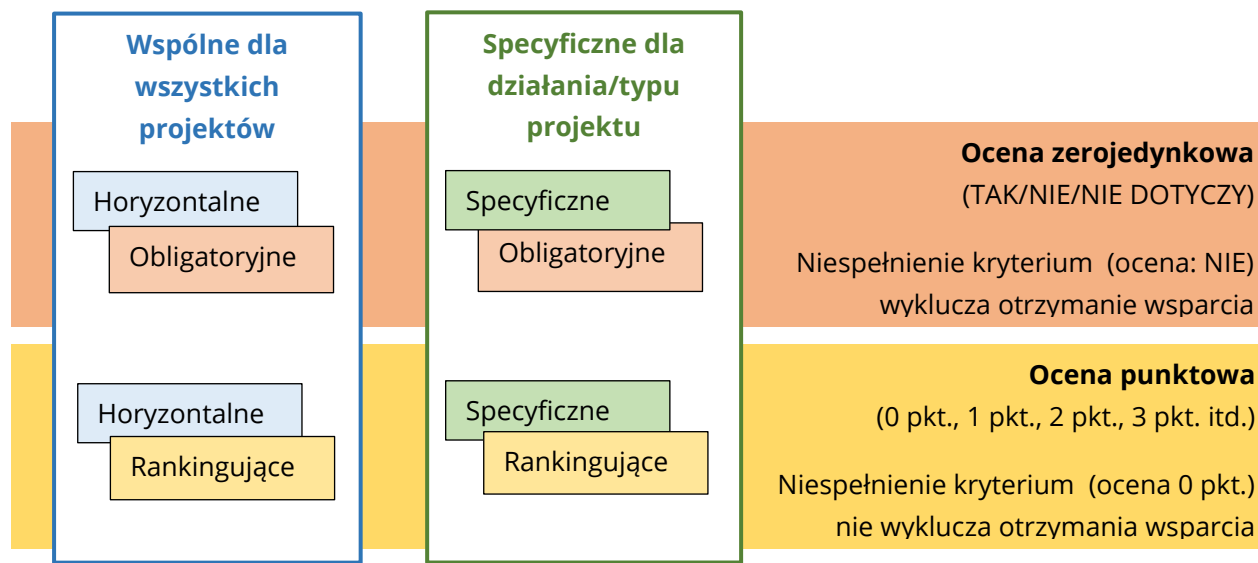 Wspólne dla
wszystkich
projektów
Specyficzne dla
działania/typu
projektu
Horyzontalne
Obligatoryjne
Specyficzne
Obligatoryjne
Ocena zerojedynkowa
(TAK/NIE/NIE DOTYCZY)
Niespełnienie kryterium (ocena: NIE)
wyklucza otrzymanie wsparcia
Horyzontalne
Rankingujące
Specyficzne
Rankingujące
Ocena punktowa
(0 pkt., 1 pkt., 2 pkt., 3 pkt. itd.)
Niespełnienie kryterium (ocena 0 pkt.)
nie wyklucza otrzymania wsparcia